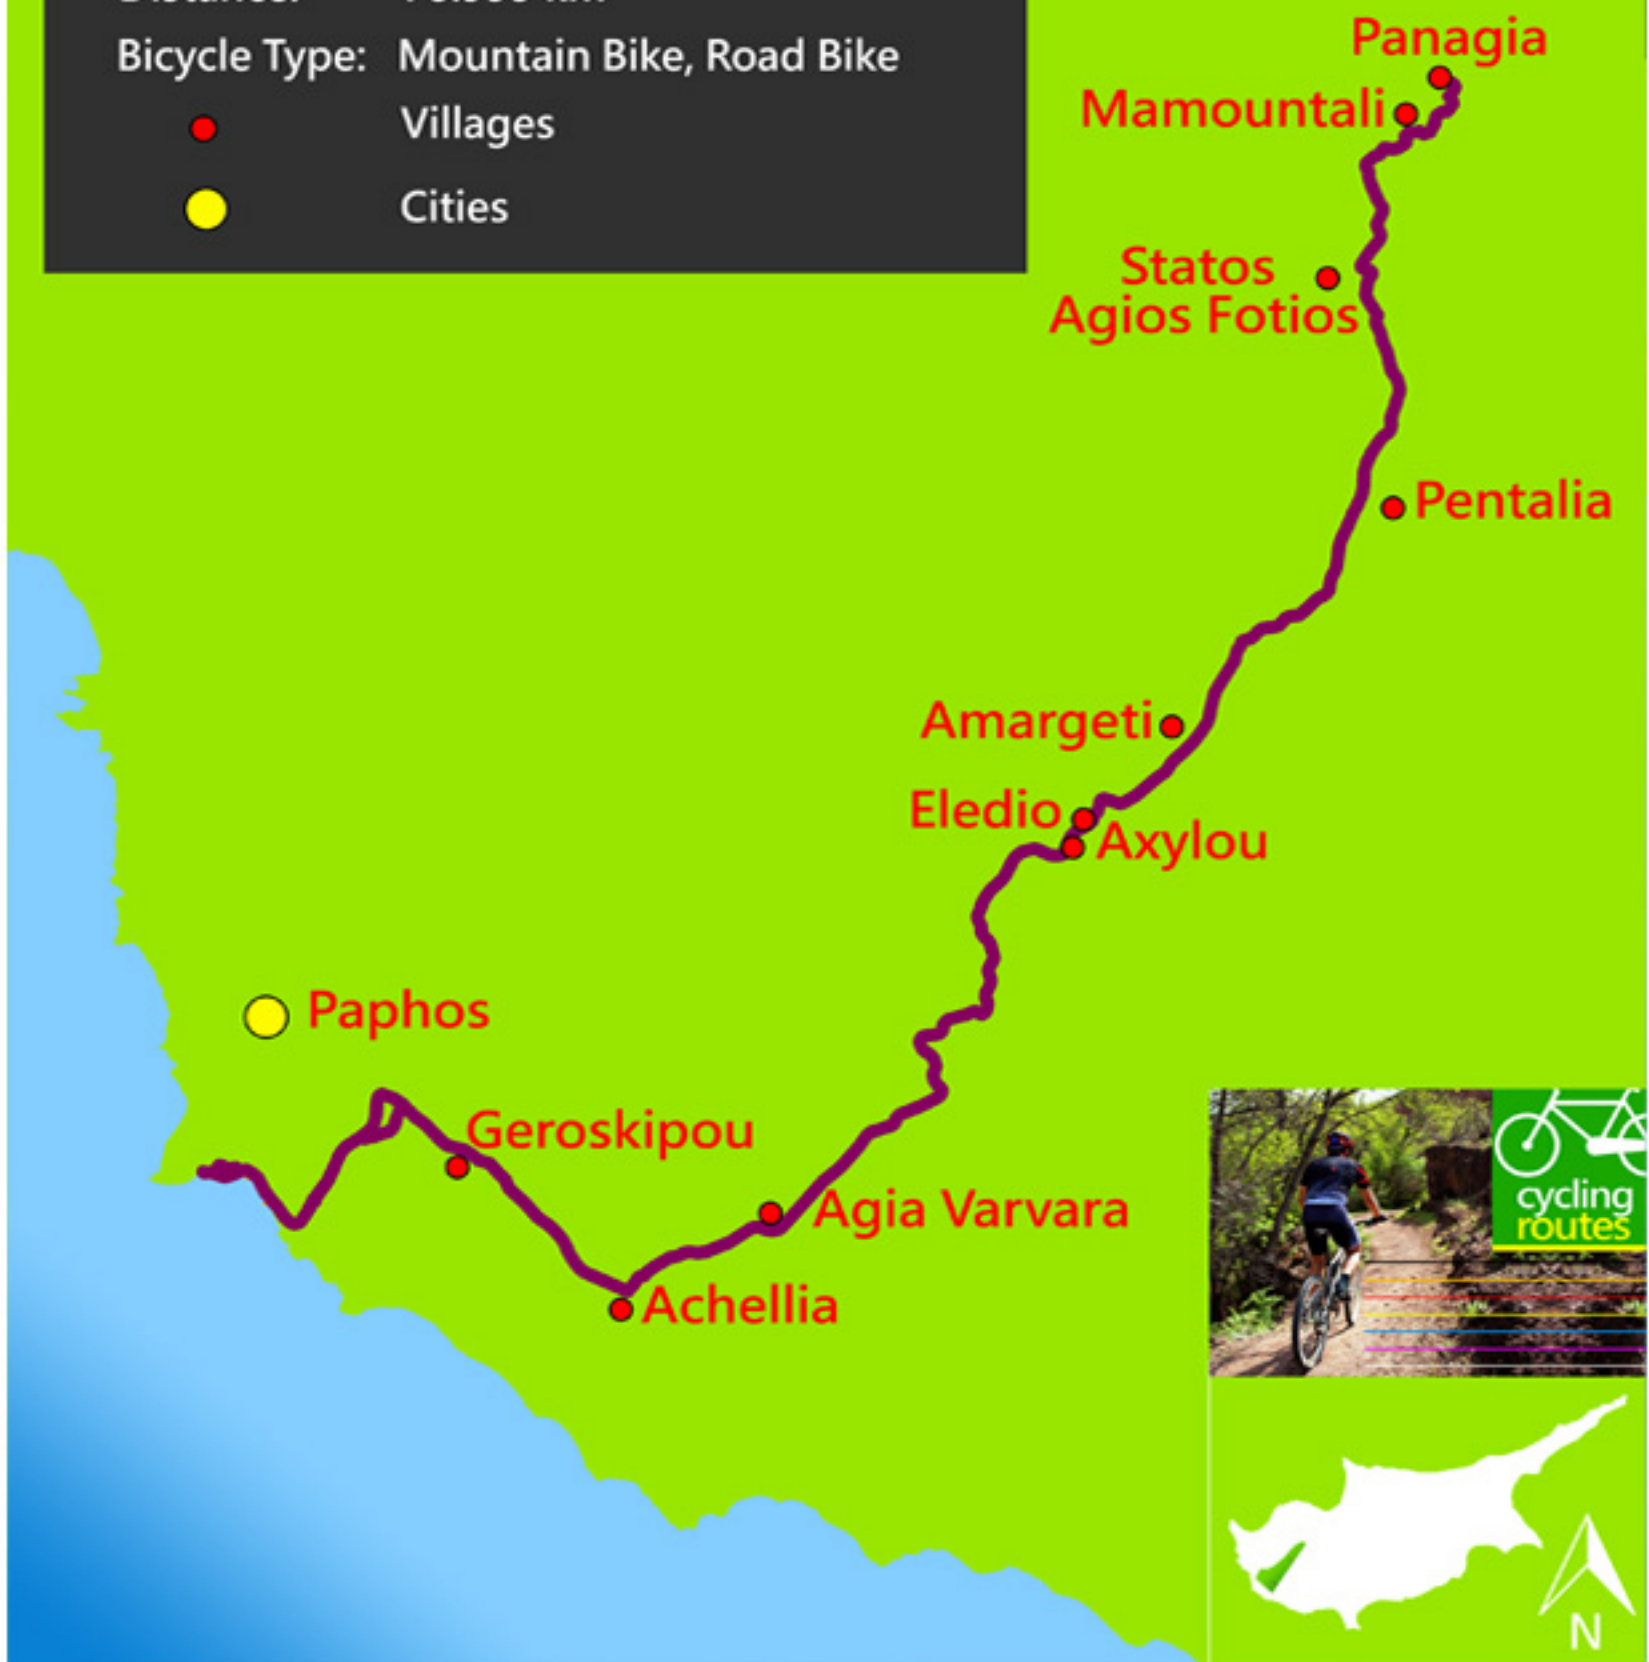 Bicycle Type: Mountain Bike, Road Bike
Villages
Cities
Panagia
Mamountali
Statos
Agios Fotios
Pentalia
Amargeti
Eledio
Axylou
Paphos
Geroskipou
Agia Varvara
Achellia
cycling
routes
N